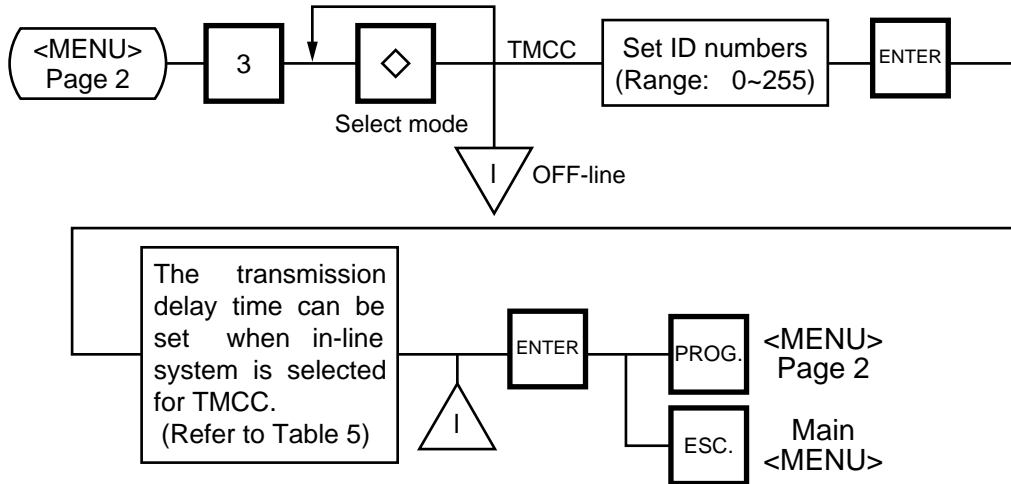 <MENU>
Page 2
3
Select mode
TMCC
Set ID numbers
(Range: 0~255)
ENTER
I
OFF-line
The transmission
delay time can be
set when in-line
system is selected
for TMCC.
(Refer to Table 5)
I
ENTER
PROG.
<MENU>
Page 2
ESC.
Main
<MENU>